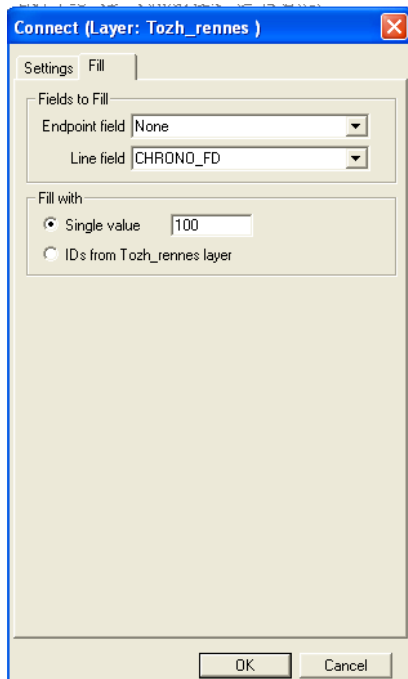 Connect (Layer: Tozh_rennes )
Settings Fill
Fields to Fill
Endpoint field None
Line field CHRONO_FD
Fill with
Single value 100
IDs from Tozh_rennes layer
OK Cancel